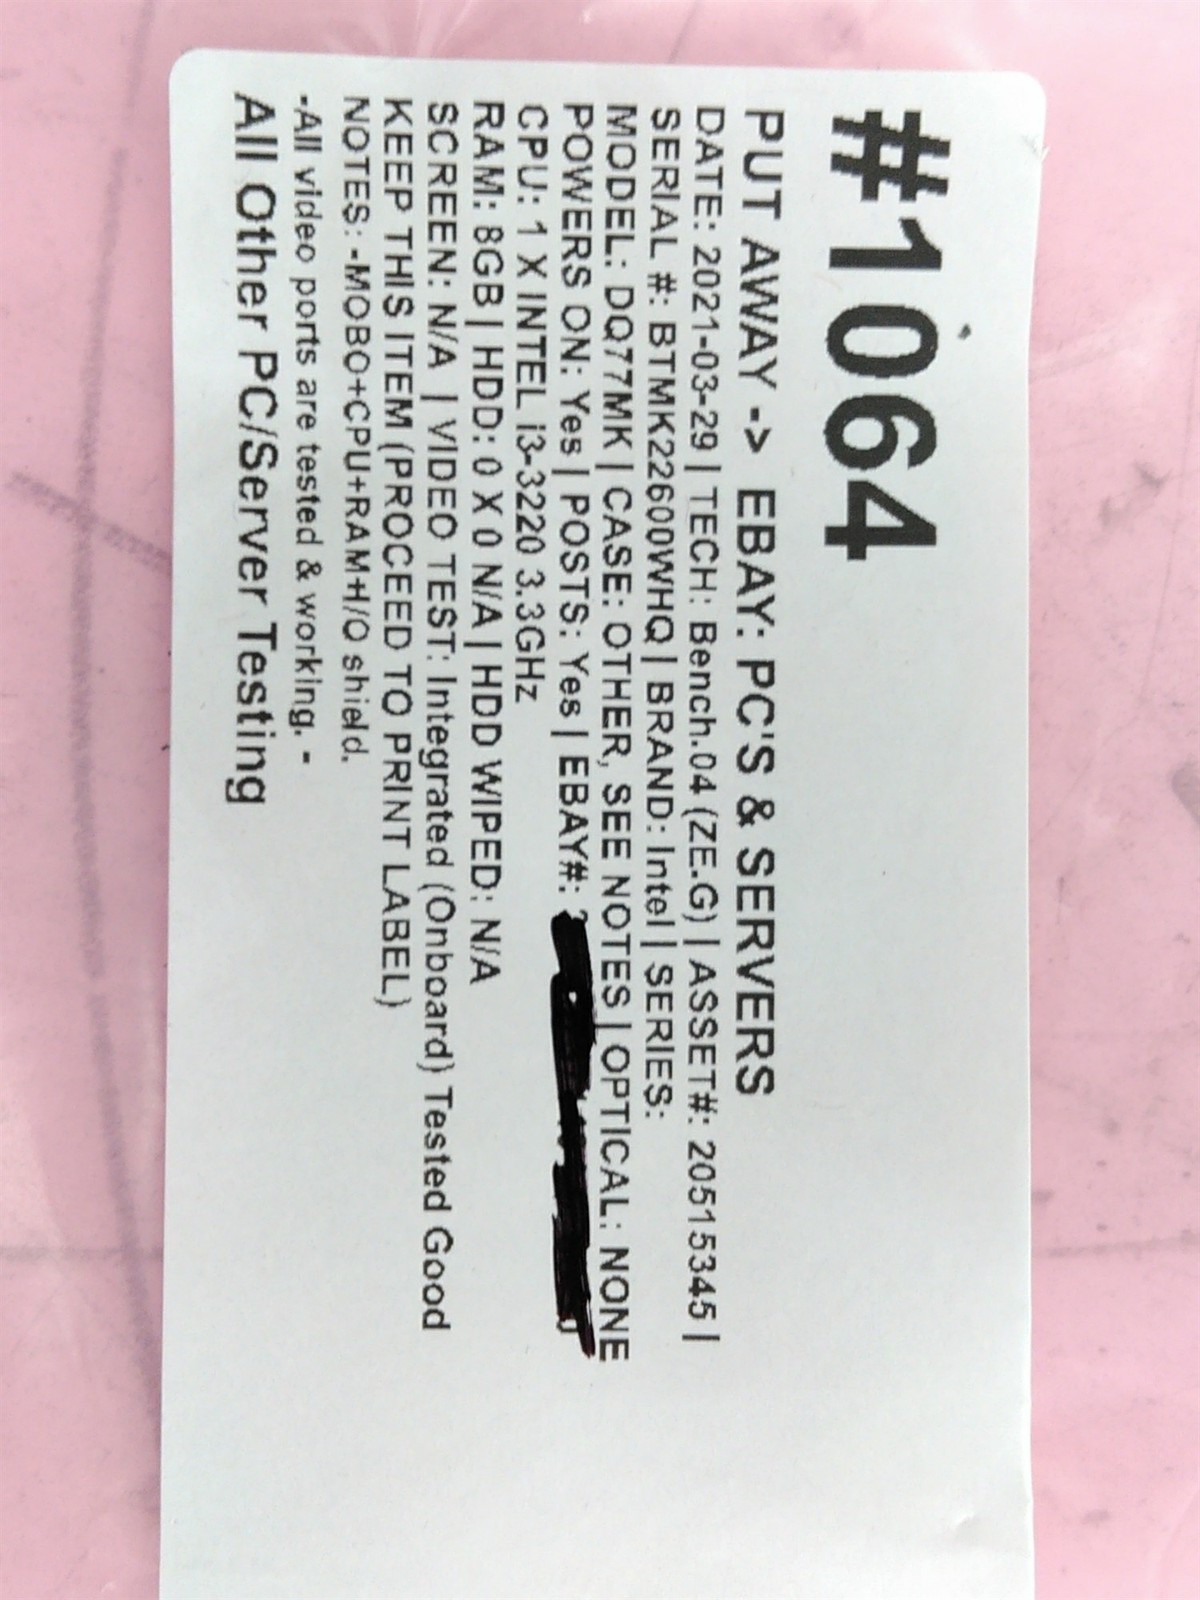 #1064
PUT AWAY -> EBAY: PC'S & SERVERS
DATE: 2021-03-29 | TECH: Bench.04 (ZE.G) | ASSET#: 20515345 |
SERIAL #: BTMK22600WHQ | BRAND: Intel | SERIES:
MODEL: DQ77MK | CASE: OTHER, SEE NOTES | OPTICAL: NONE
POWERS ON: Yes | POSTS: Yes | EBAY#:
CPU: 1 X INTEL i3-3220 3.3GHz
RAM: 8GB | HDD: 0 X 0 N/A | HDD WIPED: N/A
SCREEN: N/A | VIDEO TEST: Integrated (Onboard) Tested Good
KEEP THIS ITEM (PROCEED TO PRINT LABEL)
NOTES: -MOBO+CPU+RAM+I/O shield.
-All video ports are tested & working. -
All Other PC/Server Testing